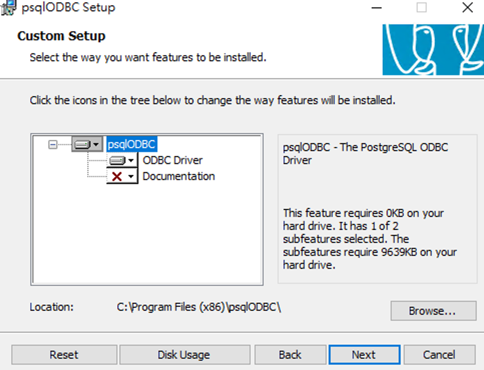 psqlODBC Setup
Custom Setup
Select the way you want features to be installed.
Click the icons in the tree below to change the way features will be installed.
psqlODBC
ODBC Driver
Documentation
psqlODBC - The PostgreSQL ODBC
Driver
This feature requires 0KB on your
hard drive. It has 1 of 2
subfeatures selected. The
subfeatures require 9639KB on your
hard drive.
Location: C:\Program Files (x86)\psqlODBC\
Browse...
Reset Disk Usage Back Next Cancel